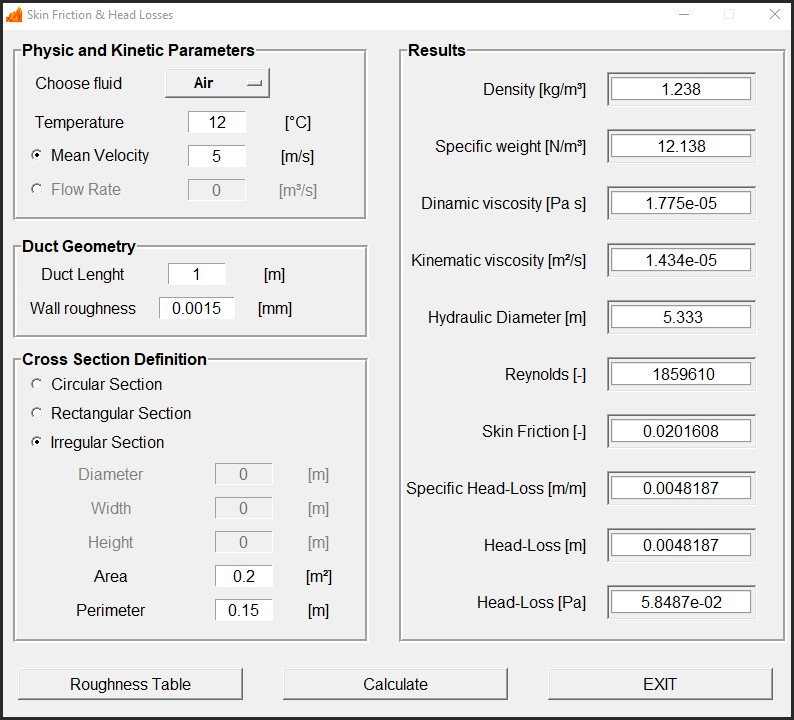 Skin Friction & Head Losses
Physic and Kinetic Parameters
Choose fluid Air
Temperature 12 [°C]
Mean Velocity 5 [m/s]
Flow Rate 0 [m³/s]
Duct Geometry
Duct Lenght 1 [m]
Wall roughness 0.0015 [mm]
Cross Section Definition
Circular Section
Rectangular Section
Irregular Section
Diameter 0 [m]
Width 0 [m]
Height 0 [m]
Area 0.2 [m²]
Perimeter 0.15 [m]
Results
Density [kg/m³] 1.238
Specific weight [N/m³] 12.138
Dinamic viscosity [Pa s] 1.775e-05
Kinematic viscosity [m²/s] 1.434e-05
Hydraulic Diameter [m] 5.333
Reynolds [-] 1859610
Skin Friction [-] 0.0201608
Specific Head-Loss [m/m] 0.0048187
Head-Loss [m] 0.0048187
Head-Loss [Pa] 5.8487e-02
Roughness Table
Calculate
EXIT